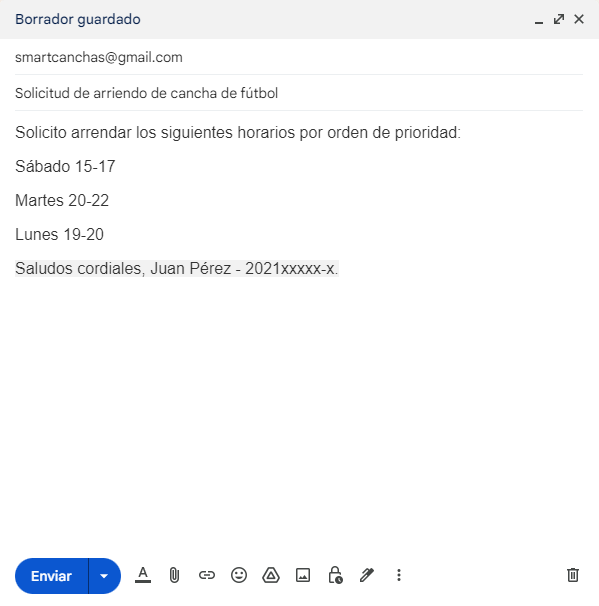 Borrador guardado
smartcanchas@gmail.com
Solicitud de arriendo de cancha de fútbol
Solicito arrendar los siguientes horarios por orden de prioridad:
Sábado 15-17
Martes 20-22
Lunes 19-20
Saludos cordiales, Juan Pérez - 2021xxxxx-x.
Enviar
A